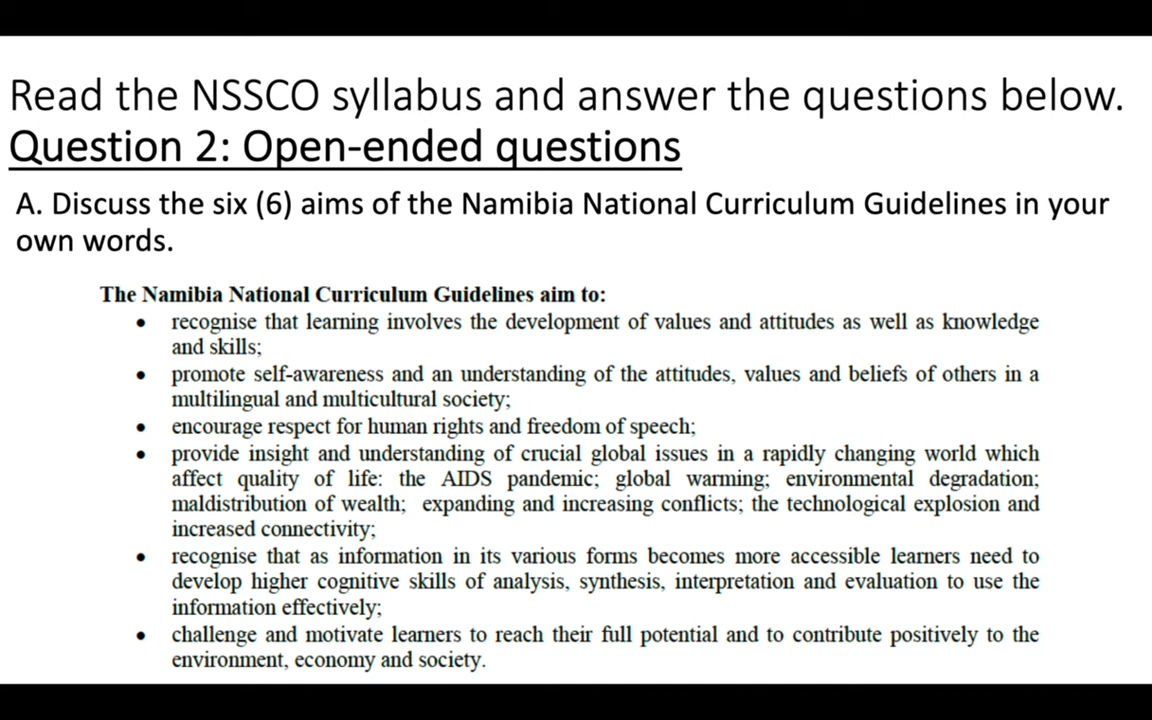 Read the NSSCO syllabus and answer the questions below.
Question 2: Open-ended questions
A. Discuss the six (6) aims of the Namibia National Curriculum Guidelines in your
own words.
The Namibia National Curriculum Guidelines aim to:
• recognise that learning involves the development of values and attitudes as well as knowledge
and skills;
• promote self-awareness and an understanding of the attitudes, values and beliefs of others in a
multilingual and multicultural society;
• encourage respect for human rights and freedom of speech;
• provide insight and understanding of crucial global issues in a rapidly changing world which
affect quality of life: the AIDS pandemic; global warming; environmental degradation;
maldistribution of wealth; expanding and increasing conflicts; the technological explosion and
increased connectivity;
• recognise that as information in its various forms becomes more accessible learners need to
develop higher cognitive skills of analysis, synthesis, interpretation and evaluation to use the
information effectively;
• challenge and motivate learners to reach their full potential and to contribute positively to the
environment, economy and society.